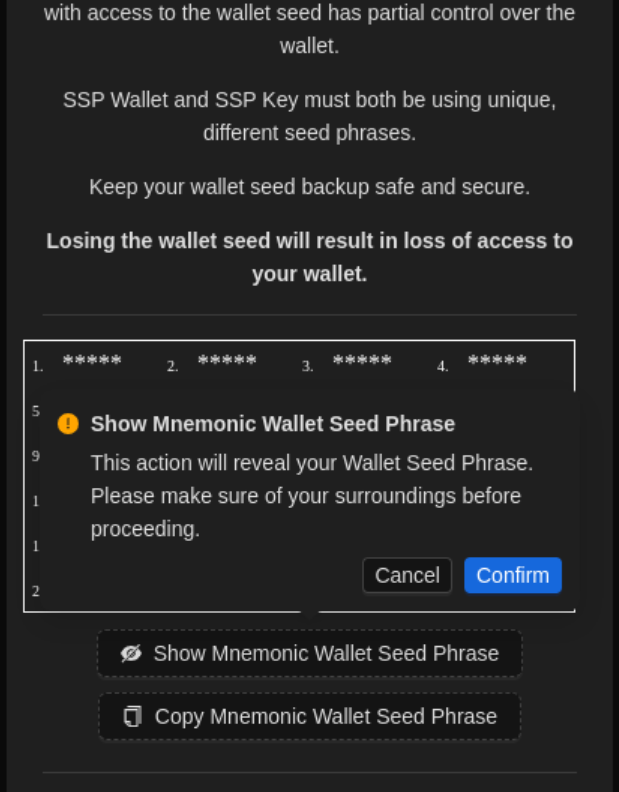 with access to the wallet seed has partial control over the
wallet.
SSP Wallet and SSP Key must both be using unique,
different seed phrases.
Keep your wallet seed backup safe and secure.
Losing the wallet seed will result in loss of access to
your wallet.
1. ***** 2. ***** 3. ***** 4. *****
5
Show Mnemonic Wallet Seed Phrase
9
This action will reveal your Wallet Seed Phrase.
1
Please make sure of your surroundings before
proceeding.
1
Cancel Confirm
2
Show Mnemonic Wallet Seed Phrase
Copy Mnemonic Wallet Seed Phrase